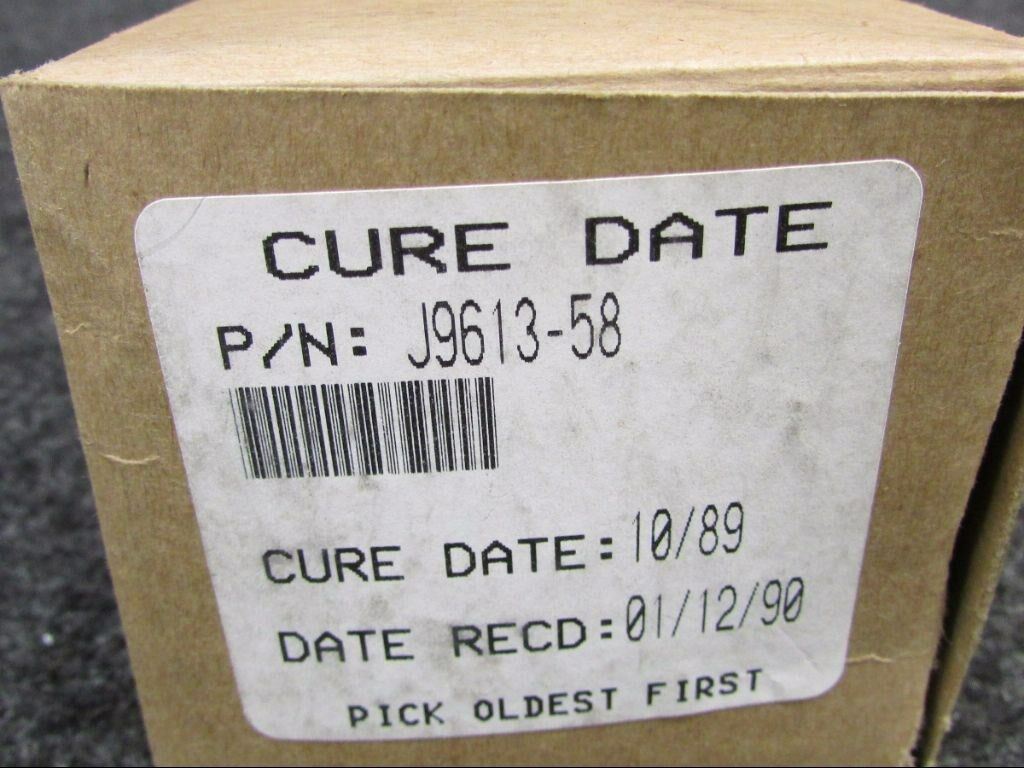 CURE DATE
P/N: J9613-58
CURE DATE: 10/89
DATE RECD: 01/12/90
PICK OLDEST FIRST